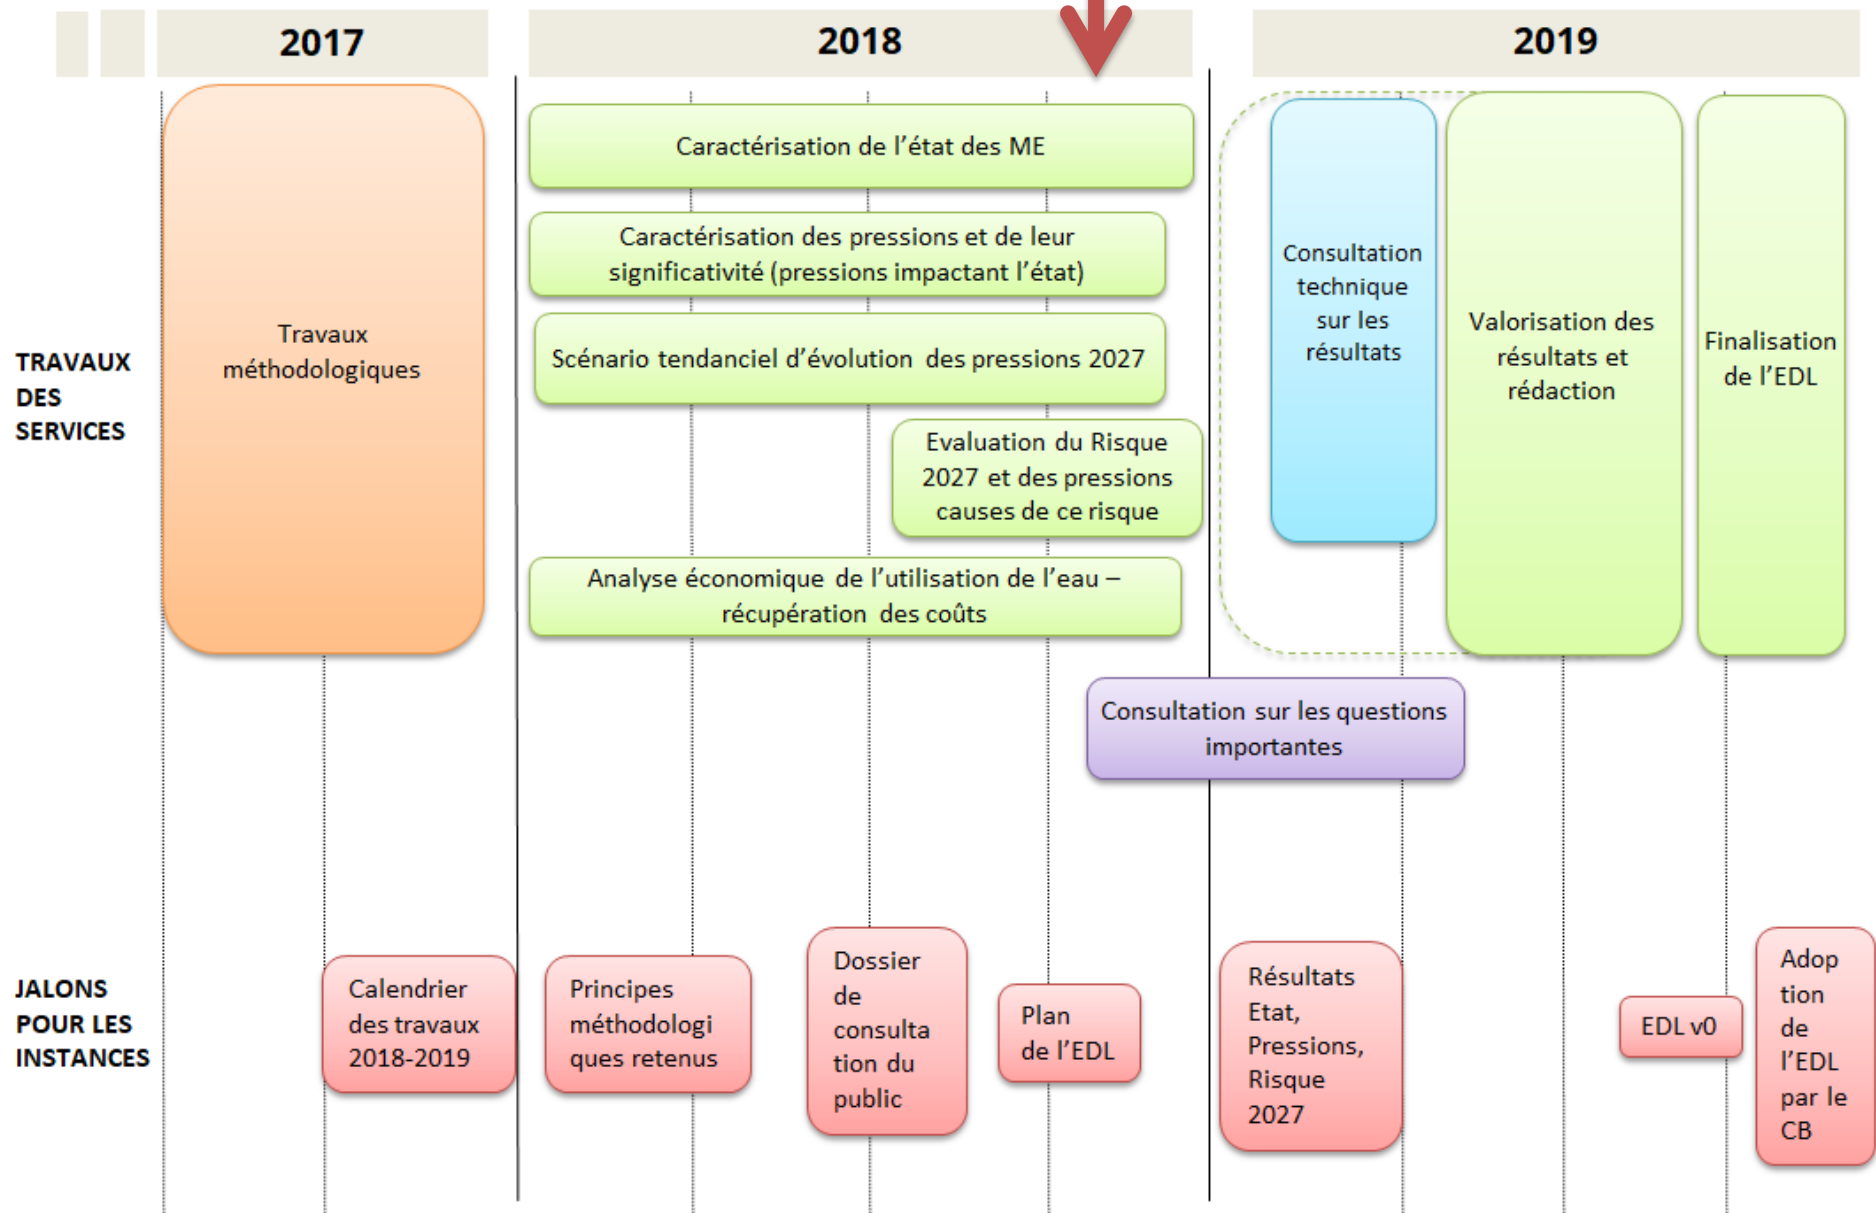 2017
2018
2019
TRAVAUX
DES
SERVICES
Travaux
méthodologiques
Caractérisation de l’état des ME
Caractérisation des pressions et de leur
significativité (pressions impactant l’état)
Scénario tendanciel d’évolution des pressions 2027
Evaluation du Risque
2027 et des pressions
causes de ce risque
Analyse économique de l’utilisation de l’eau –
récupération des coûts
Consultation
technique
sur les
résultats
Valorisation des
résultats et
rédaction
Finalisation
de l’EDL
Consultation sur les questions
importantes
JALONS
POUR LES
INSTANCES
Calendrier
des travaux
2018-2019
Principes
méthodologi
ques retenus
Dossier
de
consulta
tion du
public
Plan
de l’EDL
Résultats
Etat,
Pressions,
Risque
2027
EDL v0
Adop
tion
de
l’EDL
par le
CB